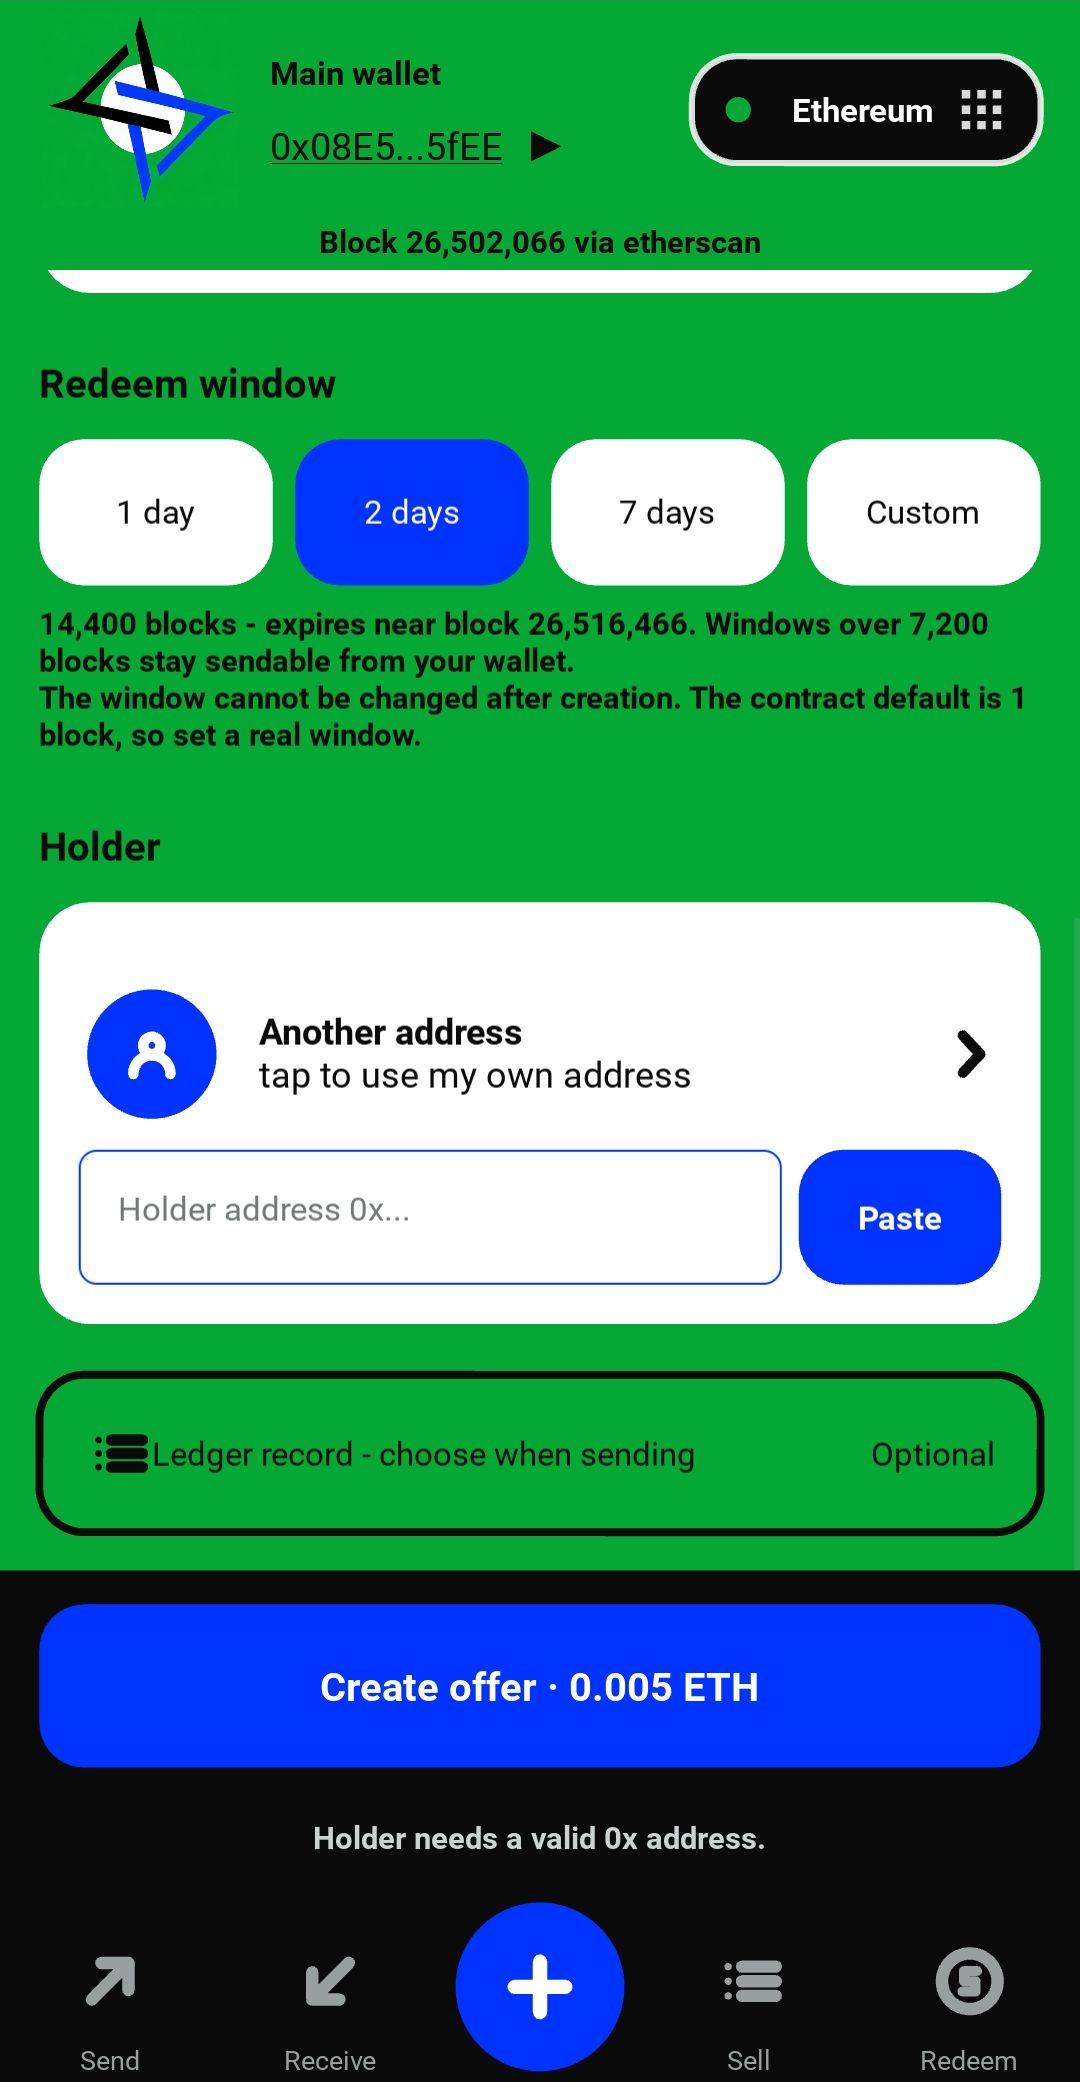 Main wallet
0x08E5...5fEE
Ethereum
Block 26,502,066 via etherscan
Redeem window
1 day
2 days
7 days
Custom
14,400 blocks - expires near block 26,516,466. Windows over 7,200
blocks stay sendable from your wallet.
The window cannot be changed after creation. The contract default is 1
block, so set a real window.
Holder
Another address
tap to use my own address
Holder address 0x...
Paste
Ledger record - choose when sending
Optional
Create offer · 0.005 ETH
Holder needs a valid 0x address.
Send
Receive
Sell
Redeem